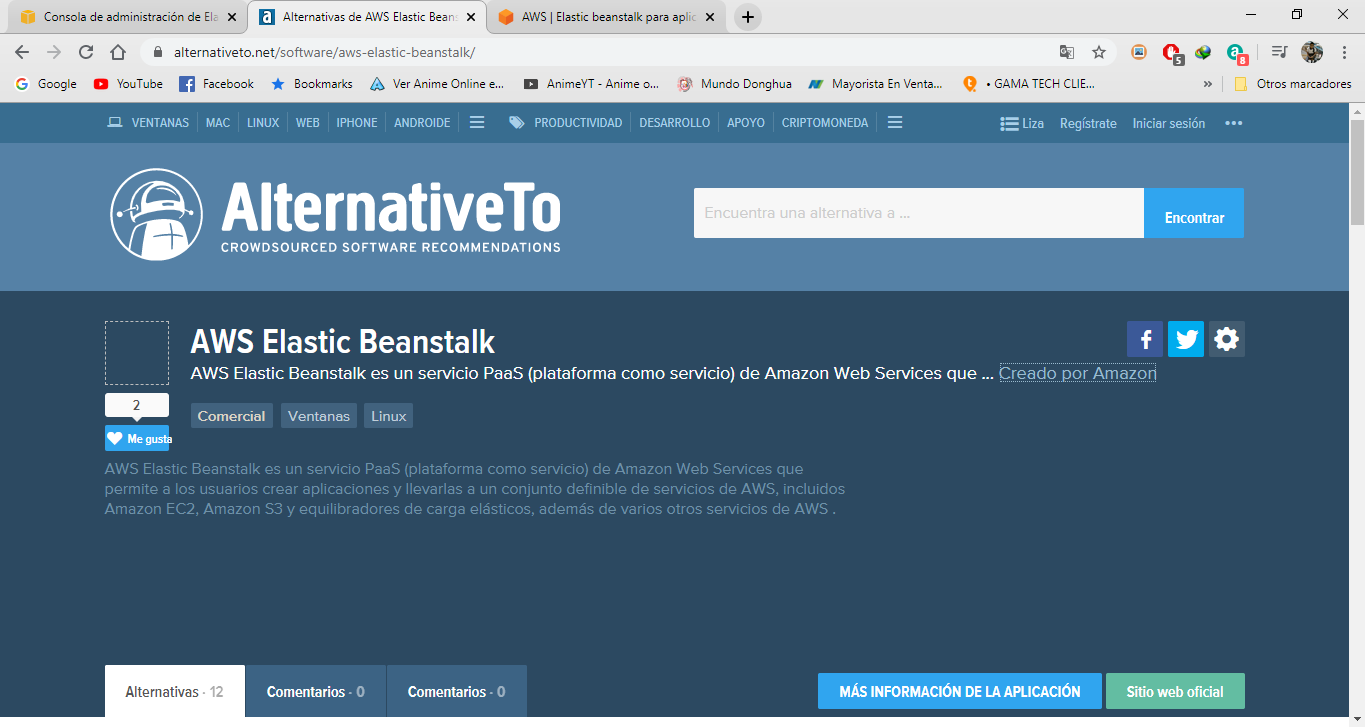 Consola de administración de Ela
Alternativas de AWS Elastic Beans
AWS | Elastic beanstalk para aplic
alternativeto.net/software/aws-elastic-beanstalk/
5
8
Google
YouTube
Facebook
Bookmarks
Ver Anime Online e...
AnimeYT - Anime o...
Mundo Donghua
Mayorista En Venta...
• GAMA TECH CLIE...
»
Otros marcadores
VENTANAS
MAC
LINUX
WEB
IPHONE
ANDROIDE
PRODUCTIVIDAD
DESARROLLO
APOYO
CRIPTOMONEDA
Liza
Regístrate
Iniciar sesión
AlternativeTo
CROWDSOURCED SOFTWARE RECOMMENDATIONS
Encuentra una alternativa a ...
Encontrar
AWS Elastic Beanstalk
AWS Elastic Beanstalk es un servicio PaaS (plataforma como servicio) de Amazon Web Services que ... Creado por Amazon
2
Me gusta
Comercial
Ventanas
Linux
AWS Elastic Beanstalk es un servicio PaaS (plataforma como servicio) de Amazon Web Services que
permite a los usuarios crear aplicaciones y llevarlas a un conjunto definible de servicios de AWS, incluidos
Amazon EC2, Amazon S3 y equilibradores de carga elásticos, además de varios otros servicios de AWS .
Alternativas · 12
Comentarios · 0
Comentarios · 0
MÁS INFORMACIÓN DE LA APLICACIÓN
Sitio web oficial